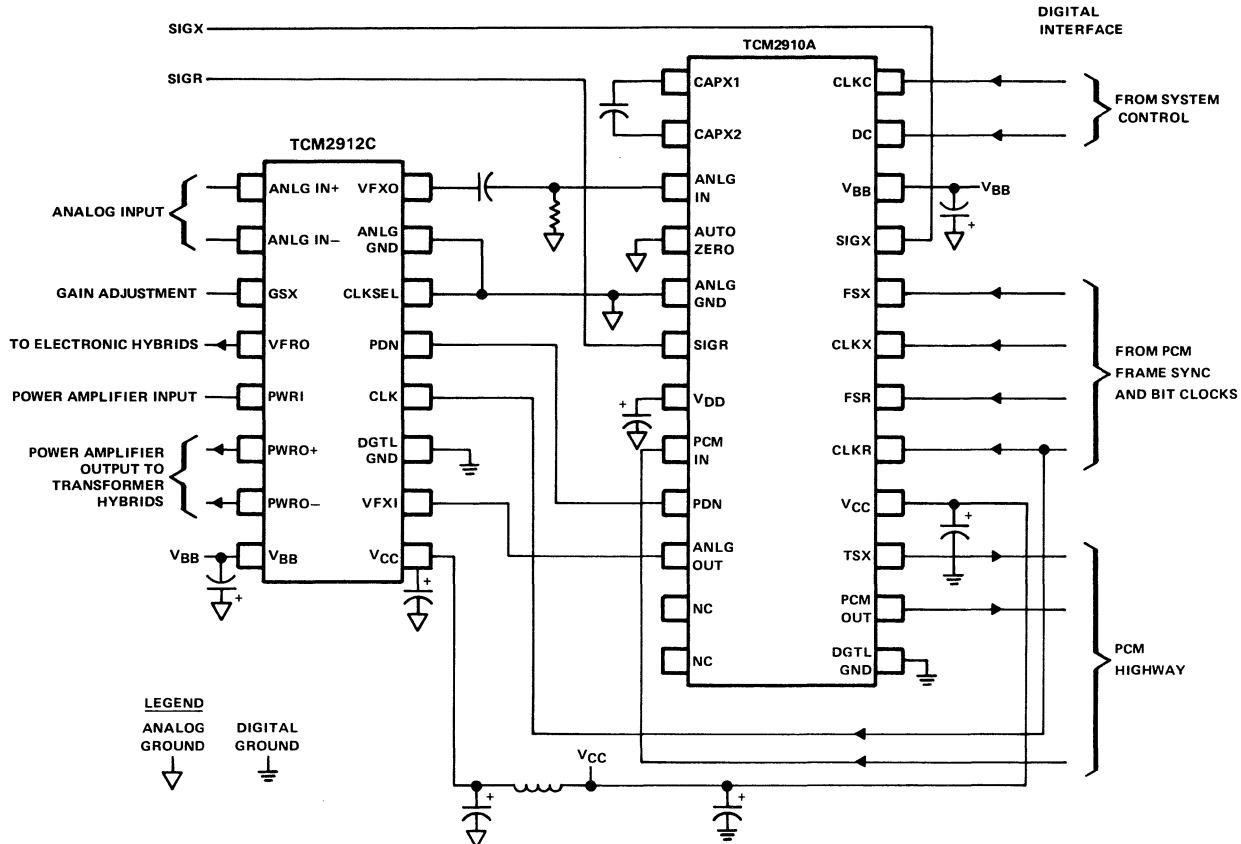 SIGX
SIGR
DIGITAL
INTERFACE
TCM2910A
CAPX1
CAPX2
ANLG
IN
AUTO
ZERO
ANLG
GND
SIGR
VDD
PCM
IN
PDN
ANLG
OUT
NC
NC
CLKC
DC
VBB
SIGX
FSX
CLKX
FSR
CLKR
VCC
TSX
PCM
OUT
DGTL
GND
FROM SYSTEM
CONTROL
VBB
+
FROM PCM
FRAME SYNC
AND BIT CLOCKS
+
PCM
HIGHWAY
+
TCM2912C
ANLG IN+
ANLG IN−
GSX
VFRO
PWRI
PWRO+
PWRO−
VBB
VFXO
ANLG
GND
CLKSEL
PDN
CLK
DGTL
GND
VFXI
VCC
ANALOG INPUT
GAIN ADJUSTMENT
TO ELECTRONIC HYBRIDS
POWER AMPLIFIER INPUT
POWER AMPLIFIER
OUTPUT TO
TRANSFORMER
HYBRIDS
VBB
+
+
LEGEND
ANALOG
GROUND
DIGITAL
GROUND
VCC
+
+